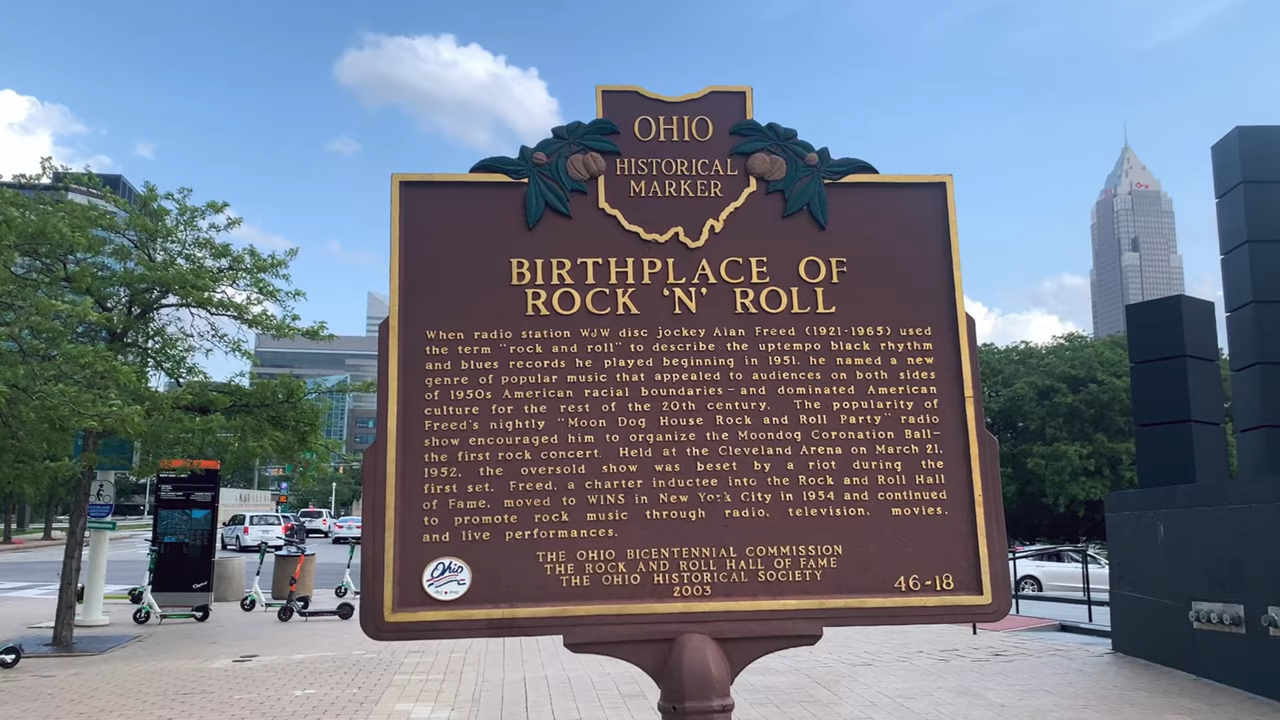 OHIO
HISTORICAL
MARKER
BIRTHPLACE OF
ROCK 'N' ROLL
When radio station WJW disc jockey Alan Freed (1921-1965) used
the term "rock and roll" to describe the uptempo black rhythm
and blues records he played beginning in 1951, he named a new
genre of popular music that appealed to audiences on both sides
of 1950s American racial boundaries—and dominated American
culture for the rest of the 20th century. The popularity of
Freed's nightly "Moon Dog House Rock and Roll Party" radio
show encouraged him to organize the Moondog Coronation Ball—
the first rock concert. Held at the Cleveland Arena on March 21,
1952, the oversold show was beset by a riot during the
first set. Freed, a charter inductee into the Rock and Roll Hall
of Fame, moved to WINS in New York City in 1954 and continued
to promote rock music through radio, television, movies,
and live performances.
THE OHIO BICENTENNIAL COMMISSION
THE ROCK AND ROLL HALL OF FAME
THE OHIO HISTORICAL SOCIETY
2003
46-18
Ohio